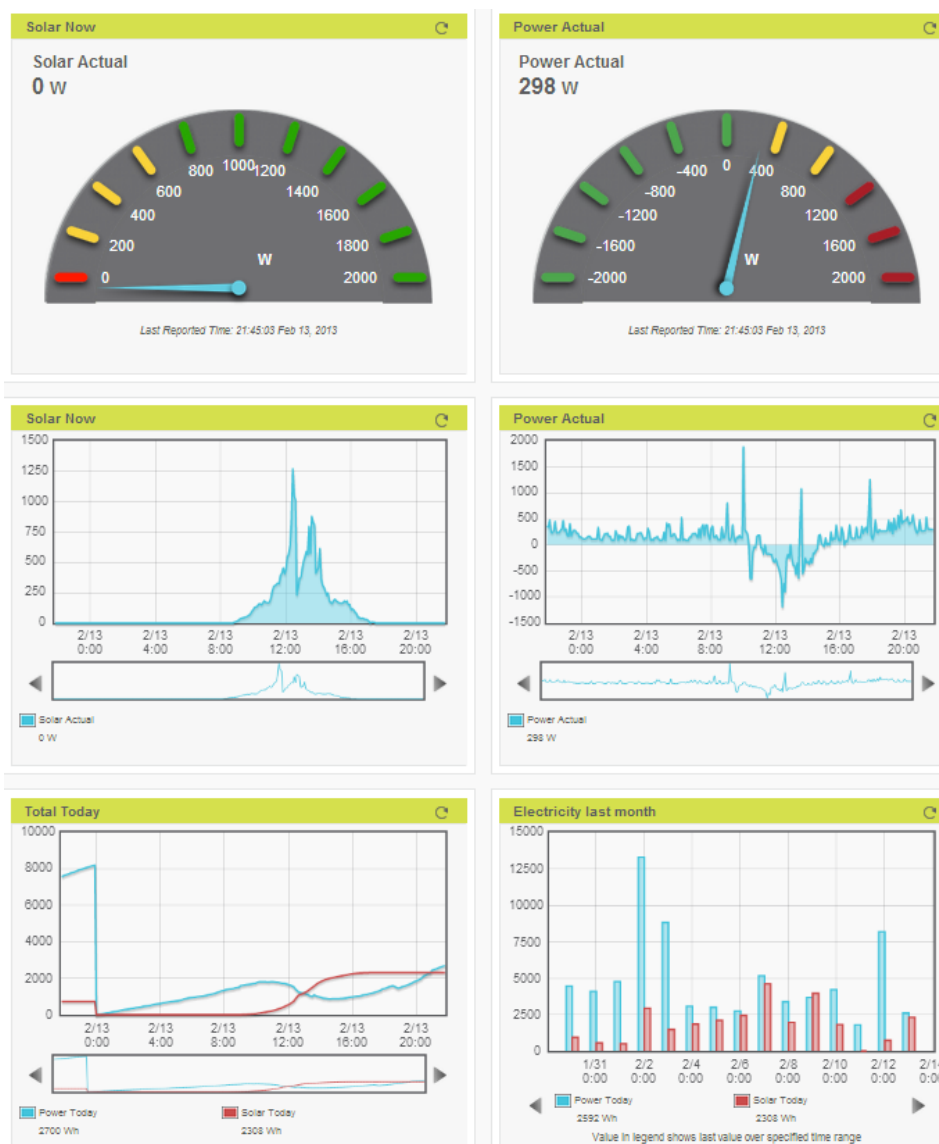 Solar Now
Solar Actual
0 W
0
200
400
600
800
1000
1200
1400
1600
1800
2000
W
Last Reported Time: 21:45:03 Feb 13, 2013
Power Actual
Power Actual
298 W
-2000
-1600
-1200
-800
-400
0
400
800
1200
1600
2000
W
Last Reported Time: 21:45:03 Feb 13, 2013
Solar Now
1500
1250
1000
750
500
250
0
2/13 2/13 2/13 2/13 2/13 2/13
0:00 4:00 8:00 12:00 16:00 20:00
Solar Actual
0 W
Power Actual
2000
1500
1000
500
0
-500
-1000
-1500
2/13 2/13 2/13 2/13 2/13 2/13
0:00 4:00 8:00 12:00 16:00 20:00
Power Actual
298 W
Total Today
10000
8000
6000
4000
2000
0
2/13 2/13 2/13 2/13 2/13 2/13
0:00 4:00 8:00 12:00 16:00 20:00
Power Today Solar Today
2700 Wh 2308 Wh
Electricity last month
15000
12500
10000
7500
5000
2500
0
1/31 2/2 2/4 2/6 2/8 2/10 2/12 2/14
0:00 0:00 0:00 0:00 0:00 0:00 0:00 0:0
Power Today Solar Today
2592 Wh 2308 Wh
Value in legend shows last value over specified time range